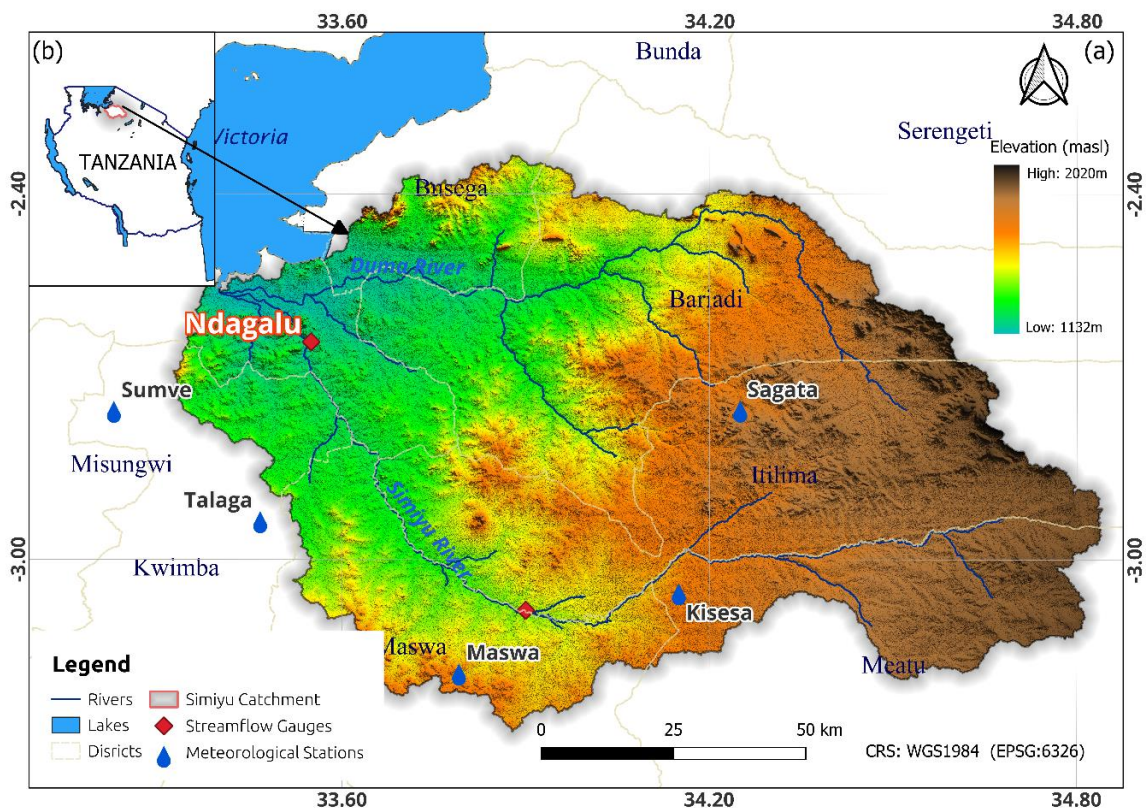 33.60
34.20
34.80
(b)
Bunda
(a)
Victoria
Serengeti
TANZANIA
Elevation (masl)
High: 2020m
Low: 1132m
-2.40
-2.40
Busega
Duma River
Bariadi
Ndagalu
Sumve
Sagata
Misungwi
Itilima
Talaga
Simiyu River
Kwimba
-3.00
-3.00
Kisesa
Maswa
Maswa
Meatu
Legend
Rivers
Simiyu Catchment
Lakes
Streamflow Gauges
Disricts
Meteorological Stations
0
25
50 km
CRS: WGS1984 (EPSG:6326)
33.60
34.20
34.80